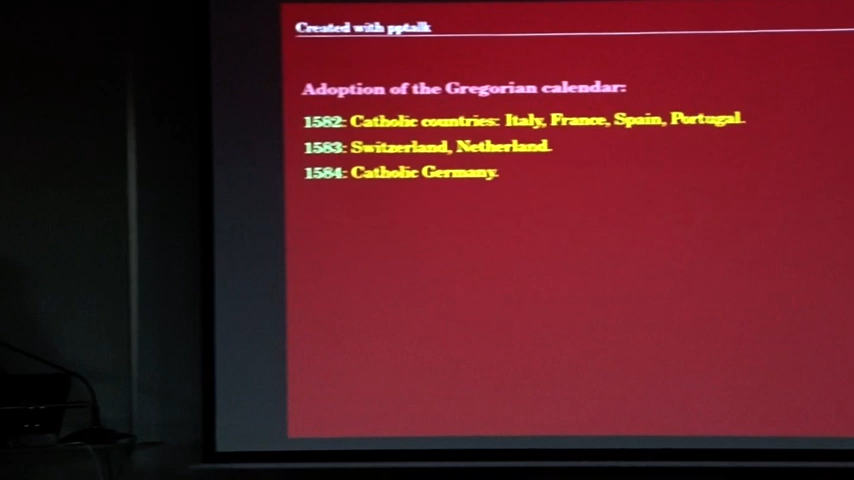 Created with pptalk
Adoption of the Gregorian calendar:
1582: Catholic countries: Italy, France, Spain, Portugal.
1583: Switzerland, Netherland.
1584: Catholic Germany.